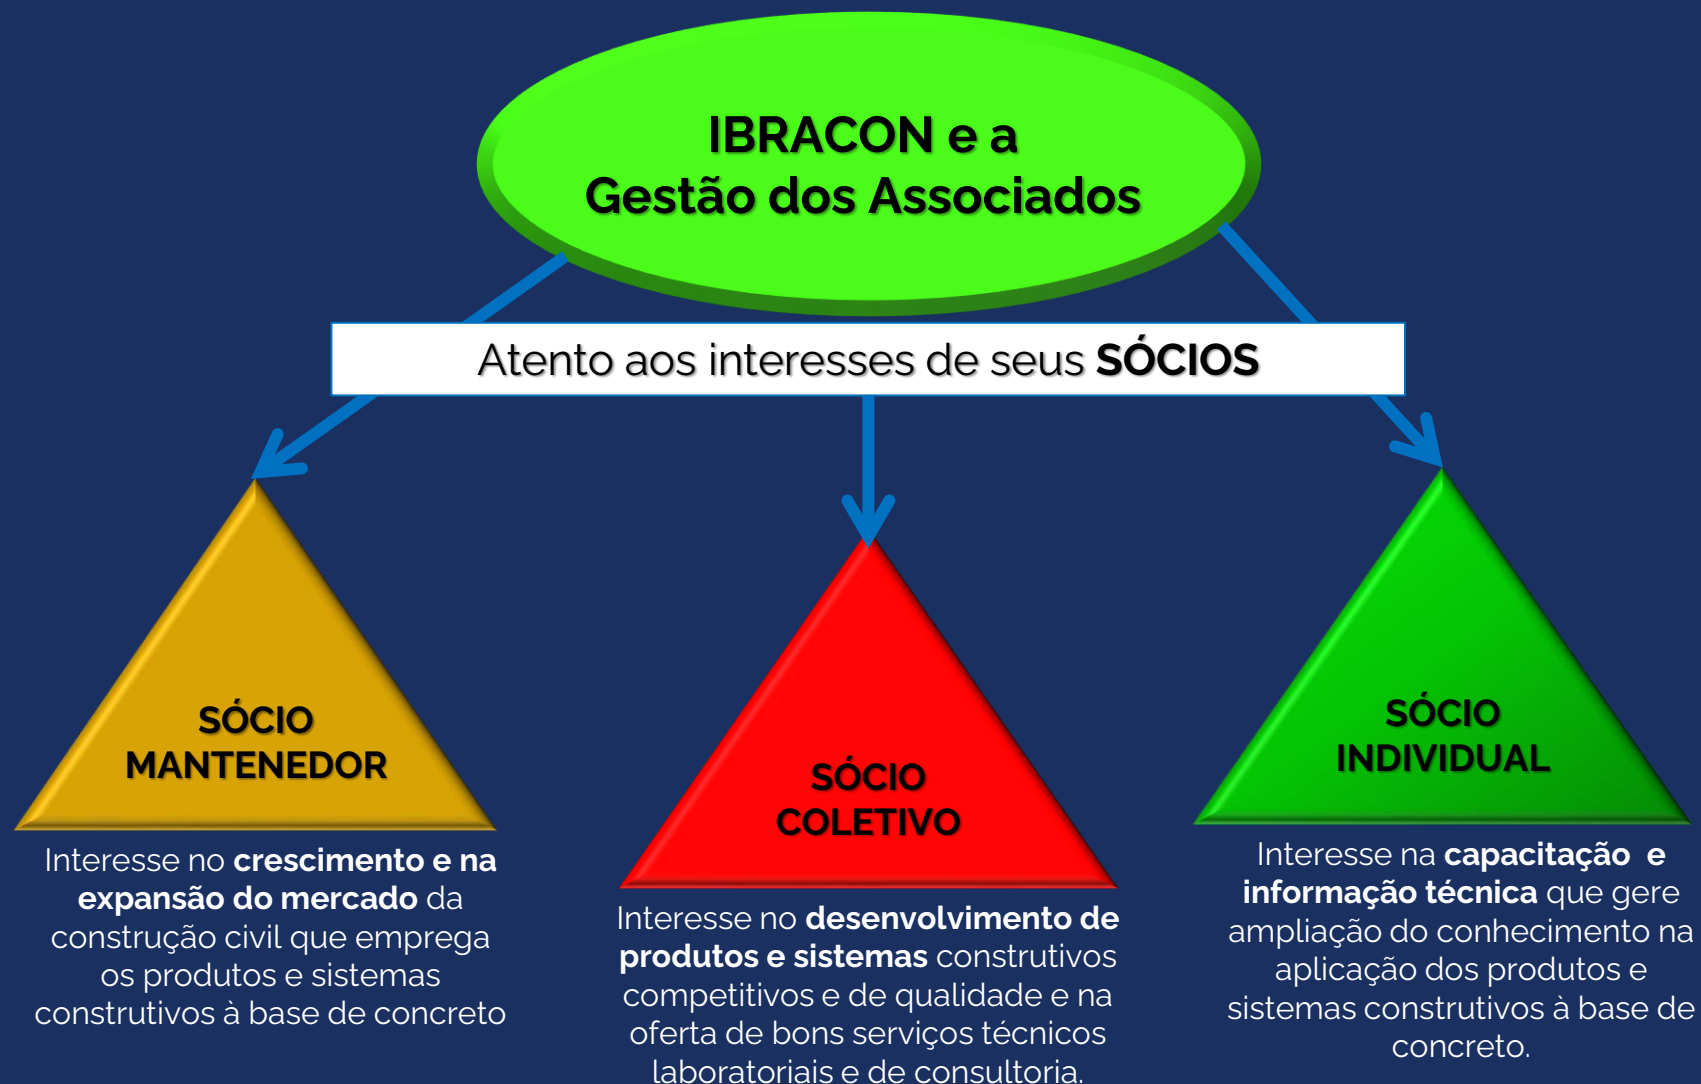 IBRACON e a
Gestão dos Associados
Atento aos interesses de seus SÓCIOS
SÓCIO
MANTENEDOR
Interesse no crescimento e na
expansão do mercado da
construção civil que emprega
os produtos e sistemas
construtivos à base de concreto
SÓCIO
COLETIVO
Interesse no desenvolvimento de
produtos e sistemas construtivos
competitivos e de qualidade e na
oferta de bons serviços técnicos
laboratoriais e de consultoria.
SÓCIO
INDIVIDUAL
Interesse na capacitação e
informação técnica que gere
ampliação do conhecimento na
aplicação dos produtos e
sistemas construtivos à base de
concreto.